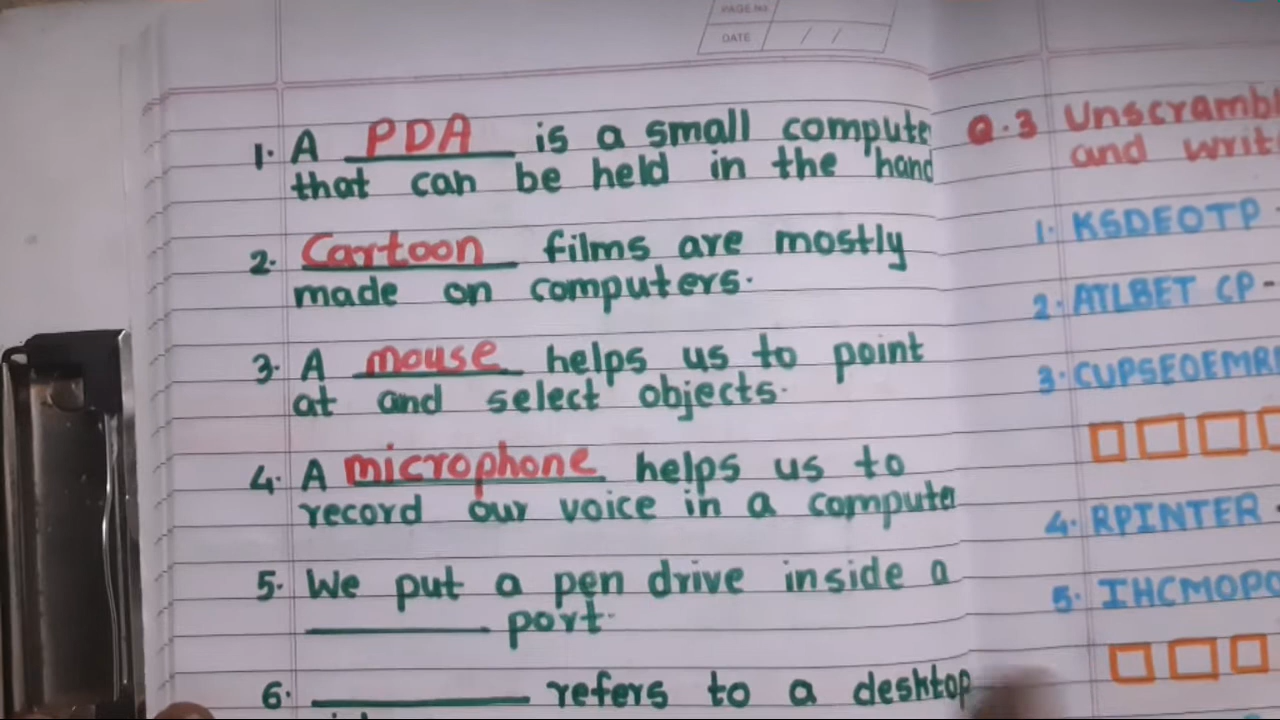 PAGE No.
DATE / /
1. A PDA is a small compute
that can be held in the hand
2. Cartoon films are mostly
made on computers.
3. A mouse helps us to point
at and select objects.
4. A microphone helps us to
record our voice in a computer
5. We put a pen drive inside a
________ port.
6. ________ refers to a desktop
Q.3 Unscrambl
and writ
1. KSDEOTP -
2. ATLBET CP -
3. CUPSEOEMR
4. RPINTER -
5. IHCMOPO